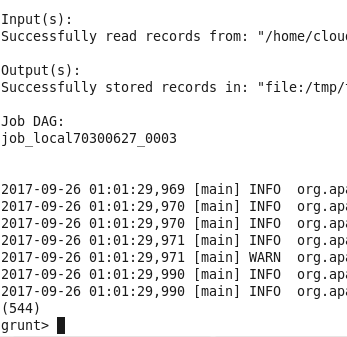 Input(s):
Successfully read records from: "/home/clou
Output(s):
Successfully stored records in: "file:/tmp/
Job DAG:
job_local70300627_0003
2017-09-26 01:01:29,969 [main] INFO  org.apa
2017-09-26 01:01:29,970 [main] INFO  org.apa
2017-09-26 01:01:29,970 [main] INFO  org.apa
2017-09-26 01:01:29,971 [main] INFO  org.apa
2017-09-26 01:01:29,971 [main] WARN  org.apa
2017-09-26 01:01:29,990 [main] INFO  org.apa
2017-09-26 01:01:29,990 [main] INFO  org.apa
(544)
grunt>